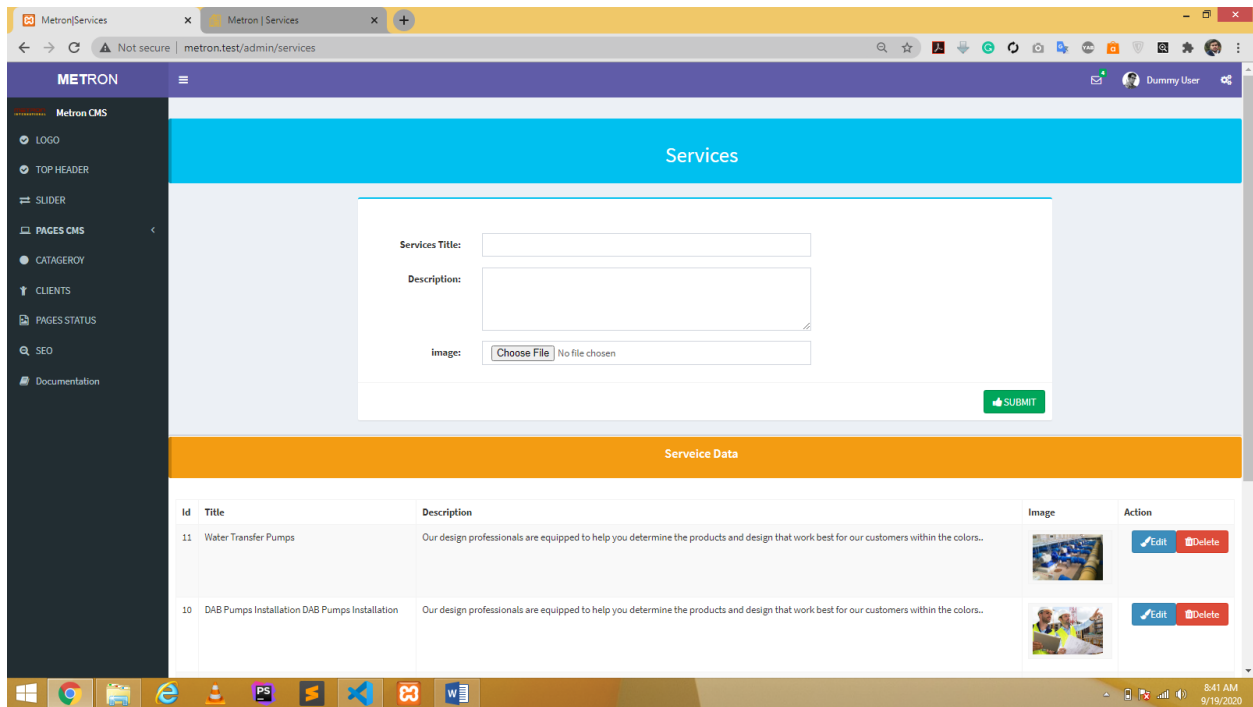 Metron|Services
Metron | Services
Not secure | metron.test/admin/services
METRON
4
Dummy User
Metron CMS
LOGO
TOP HEADER
SLIDER
PAGES CMS
CATAGEROY
CLIENTS
PAGES STATUS
SEO
Documentation
Services
Services Title:
Description:
image:
Choose File No file chosen
SUBMIT
Serveice Data
Id Title Description Image Action
11 Water Transfer Pumps Our design professionals are equipped to help you determine the products and design that work best for our customers within the colors.. Edit Delete
10 DAB Pumps Installation DAB Pumps Installation Our design professionals are equipped to help you determine the products and design that work best for our customers within the colors.. Edit Delete
PS
8:41 AM
9/19/2020